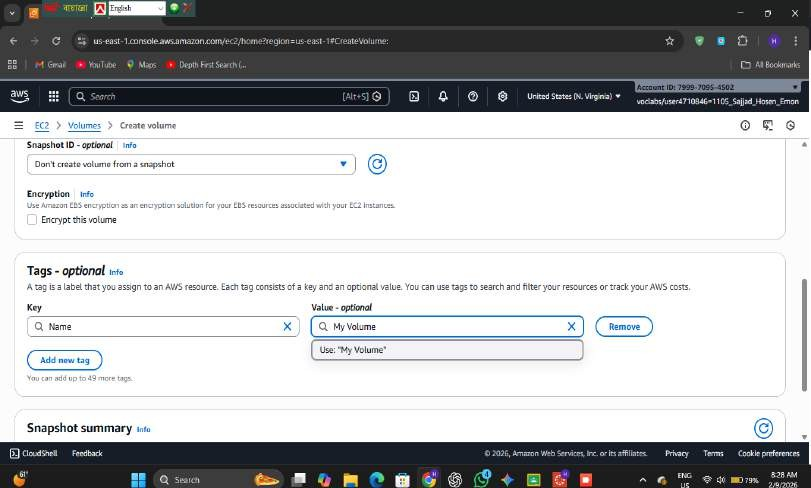 বাংলা English
us-east-1.console.aws.amazon.com/ec2/home?region=us-east-1#CreateVolume:
H
Gmail YouTube Maps Depth First Search (... All Bookmarks
aws Search [Alt+S] United States (N. Virginia) Account ID: 7999-7095-4502
voclabs/user4710846=1105_Sajjad_Hosen_Emon
EC2 Volumes Create volume
Snapshot ID - optional Info
Don't create volume from a snapshot
Encryption Info
Use Amazon EBS encryption as an encryption solution for your EBS resources associated with your EC2 instances.
Encrypt this volume
Tags - optional Info
A tag is a label that you assign to an AWS resource. Each tag consists of a key and an optional value. You can use tags to search and filter your resources or track your AWS costs.
Key Value - optional
Name My Volume Remove
Use: "My Volume"
Add new tag
You can add up to 49 more tags.
Snapshot summary Info
CloudShell Feedback © 2026, Amazon Web Services, Inc. or its affiliates. Privacy Terms Cookie preferences
61° Search H 4 ENG 79% 8:28 AM
US 2/9/2026